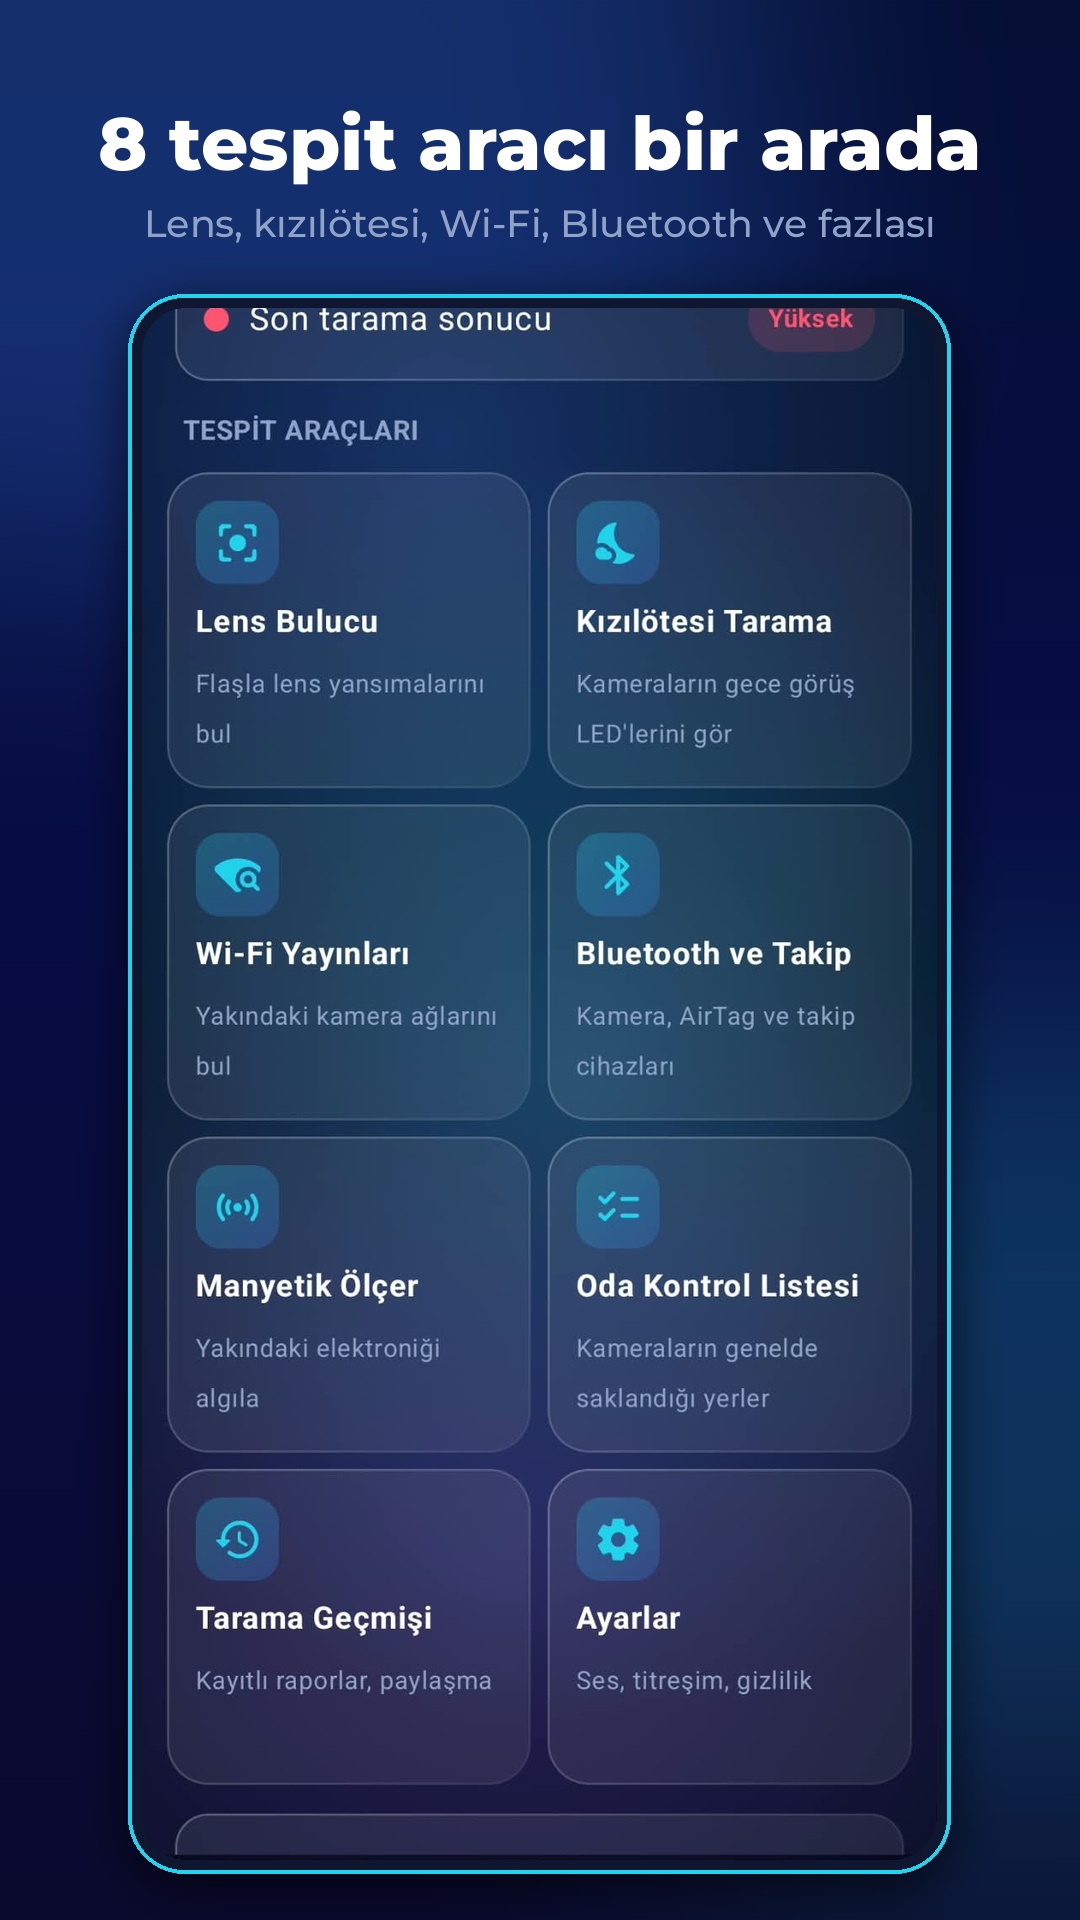 8 tespit aracı bir arada
Lens, kızılötesi, Wi-Fi, Bluetooth ve fazlası
Son tarama sonucu
Yüksek
TESPİT ARAÇLARI
Lens Bulucu
Flaşla lens yansımalarını
bul
Kızılötesi Tarama
Kameraların gece görüş
LED'lerini gör
Wi-Fi Yayınları
Yakındaki kamera ağlarını
bul
Bluetooth ve Takip
Kamera, AirTag ve takip
cihazları
Manyetik Ölçer
Yakındaki elektroniği
algıla
Oda Kontrol Listesi
Kameraların genelde
saklandığı yerler
Tarama Geçmişi
Kayıtlı raporlar, paylaşma
Ayarlar
Ses, titreşim, gizlilik